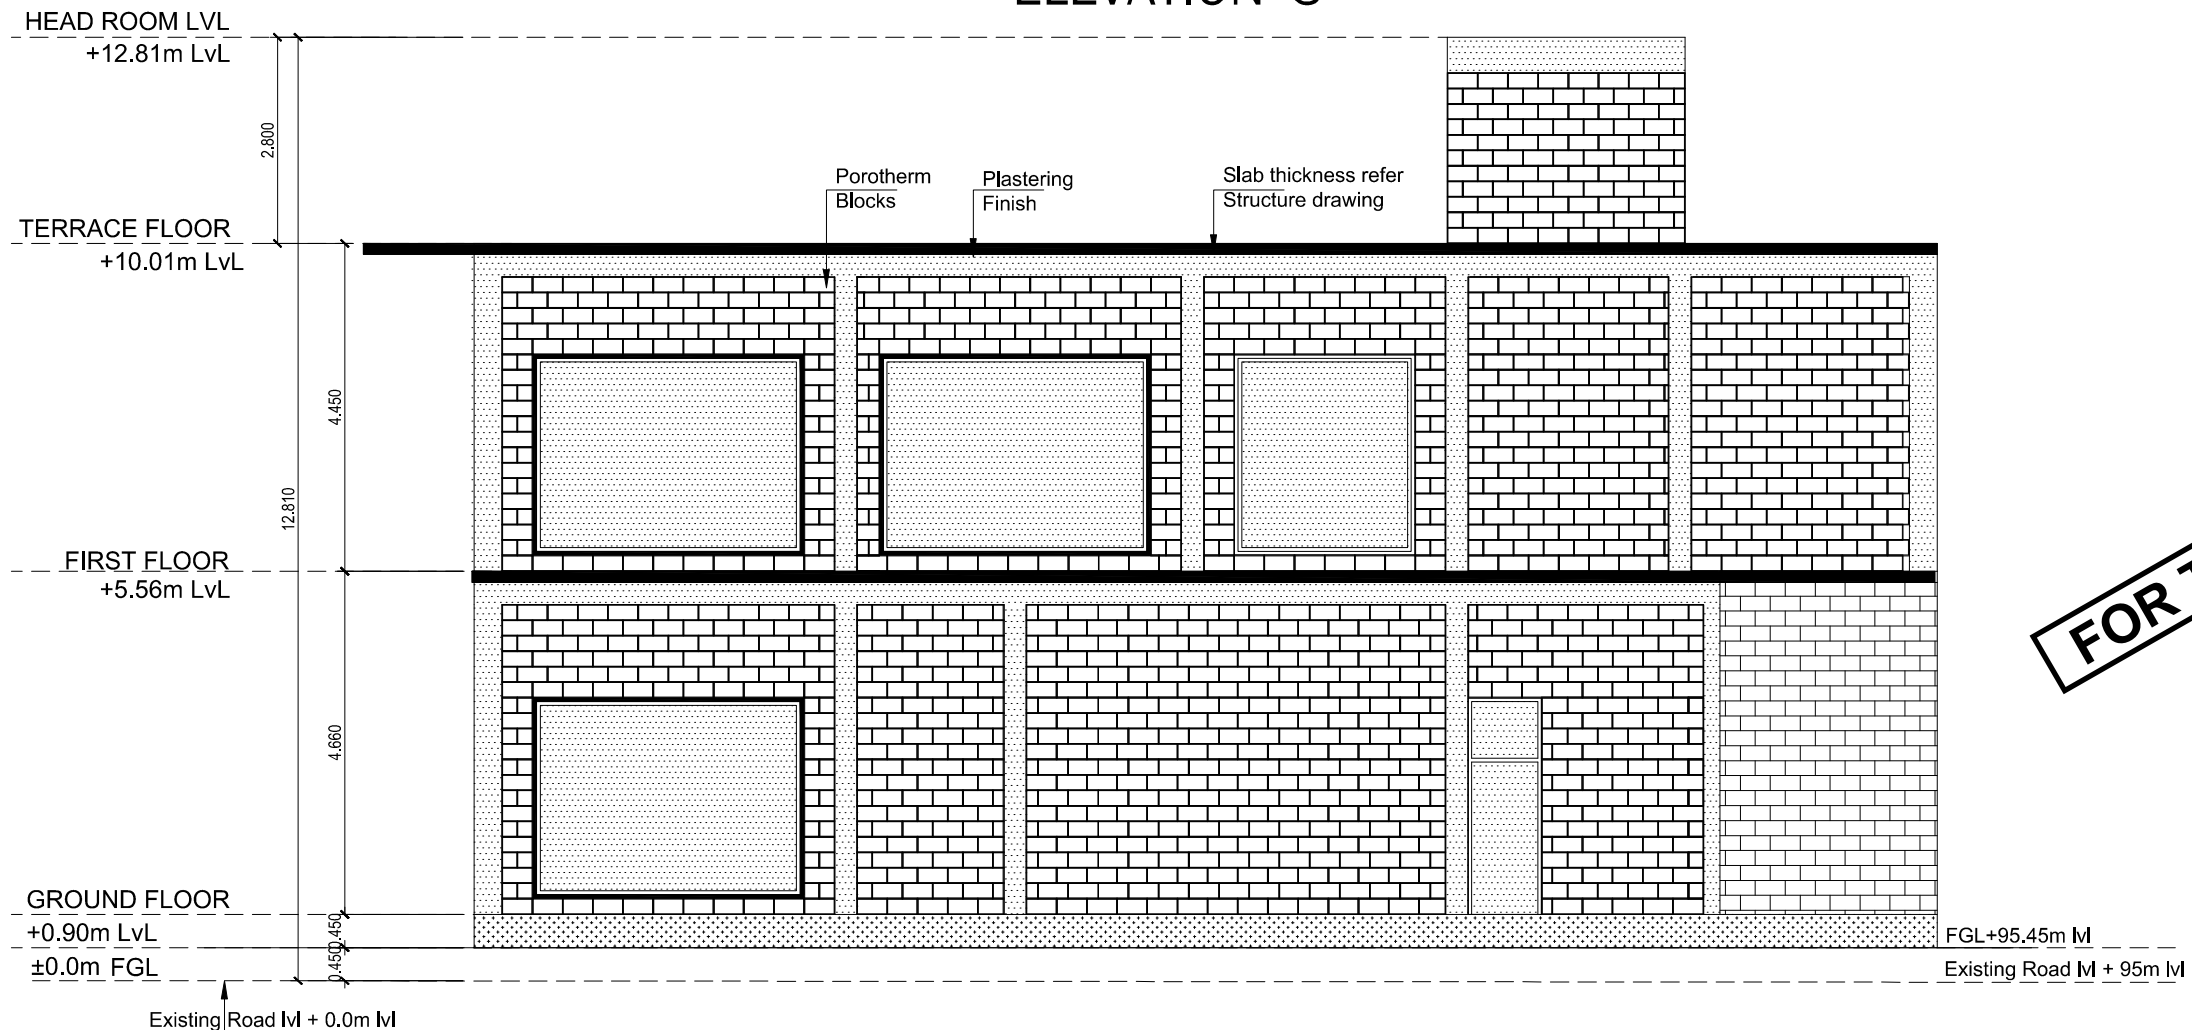 HEAD ROOM LVL
+12.81m LvL
2.800
Porotherm
Blocks
Plastering
Finish
Slab thickness refer
Structure drawing
TERRACE FLOOR
+10.01m LvL
4.450
12.810
FIRST FLOOR
+5.56m LvL
FOR
4.660
GROUND FLOOR
+0.90m LvL
0.450
±0.0m FGL
0.450
FGL+95.45m lvl
Existing Road lvl + 95m lvl
Existing Road lvl + 0.0m lvl